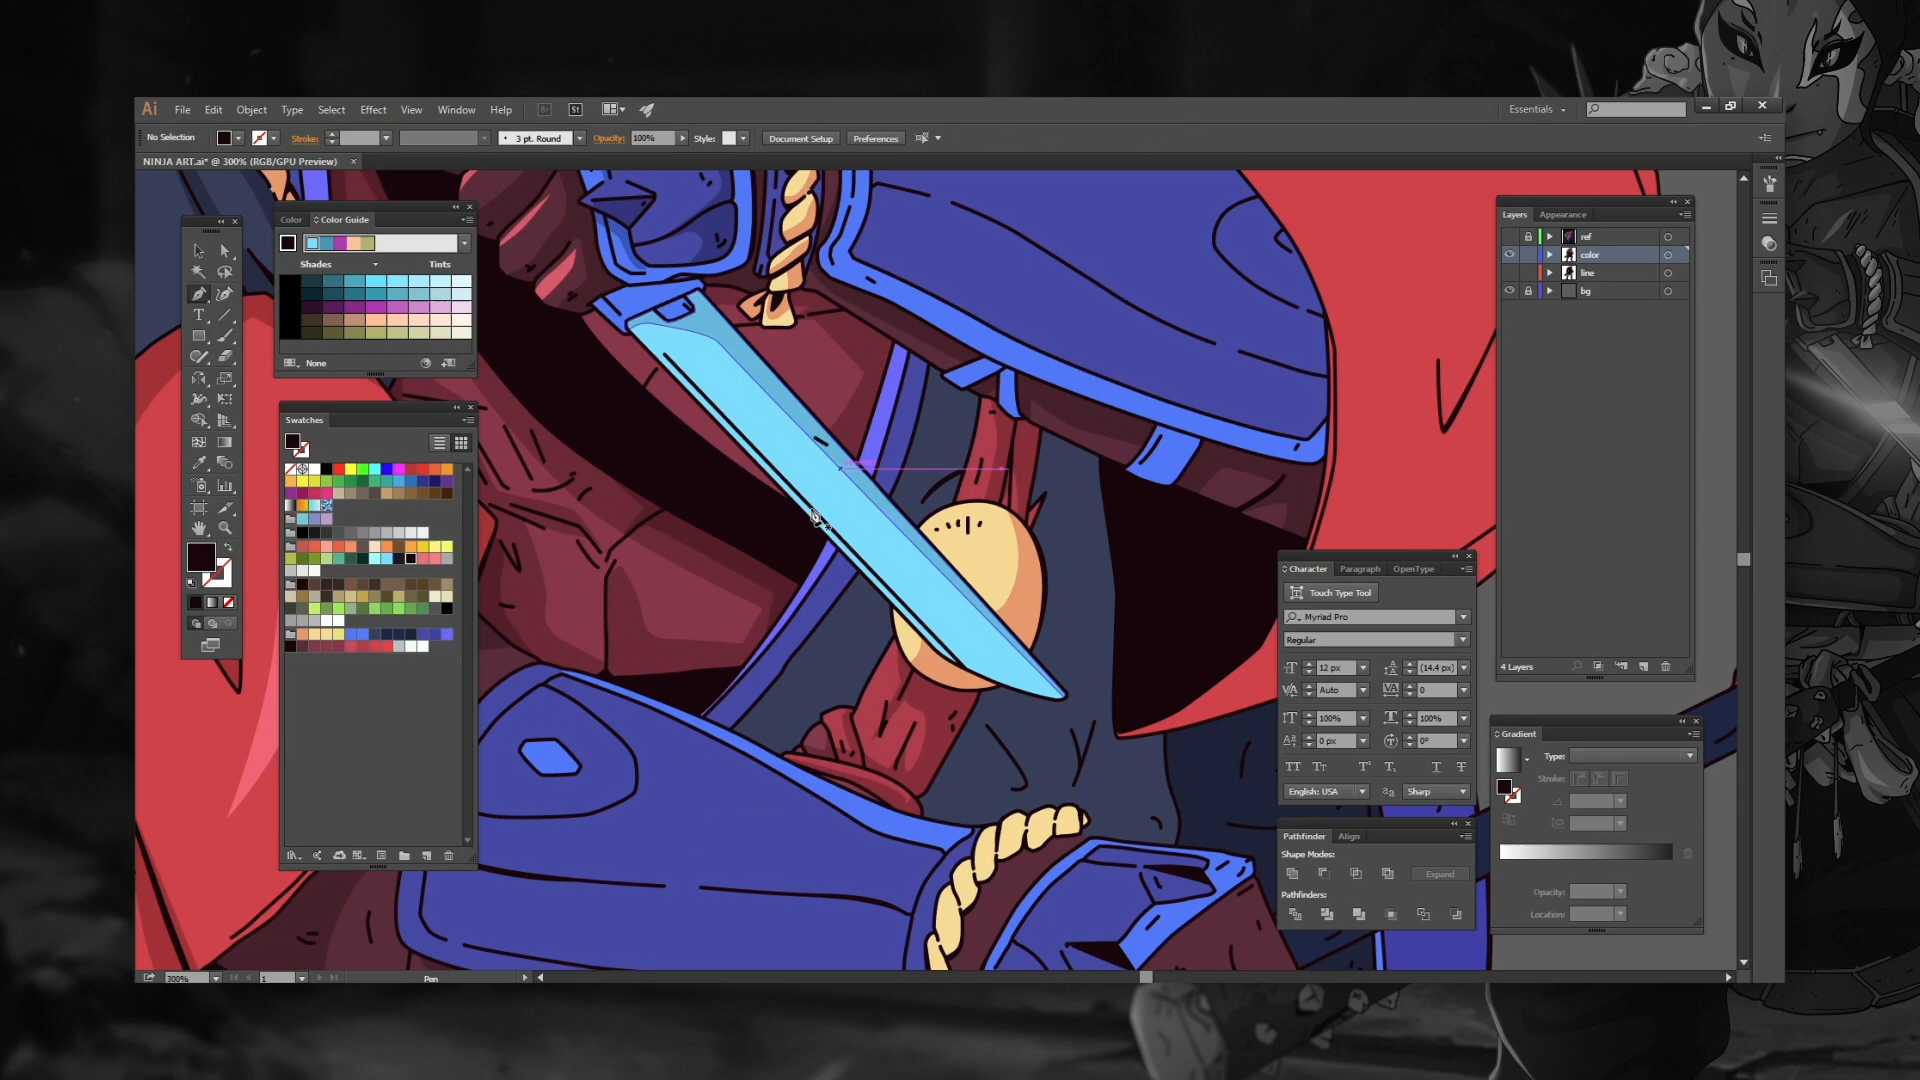 Ai File Edit Object Type Select Effect View Window Help Br St Essentials
No Selection Stroke: 3 pt. Round Opacity: 100% Style: Document Setup Preferences
NINJA ART.ai* @ 300% (RGB/GPU Preview)
Color Color Guide
Shades Tints
None
Swatches
Layers Appearance
ref
color
line
bg
4 Layers
Character Paragraph OpenType
Touch Type Tool
Myriad Pro
Regular
12 px (14.4 px)
Auto 0
100% 100%
0 px 0°
English: USA Sharp
Pathfinder Align
Shape Modes:
Expand
Pathfinders:
Gradient
Type:
Stroke:
Opacity:
Location:
300% 1 Pen